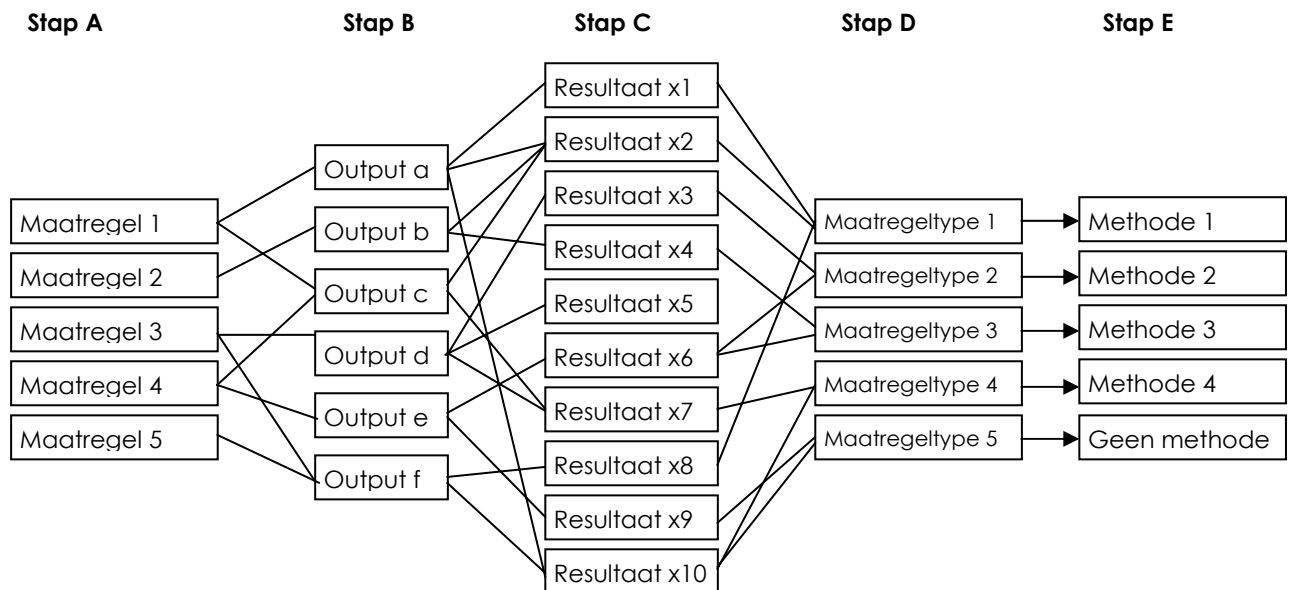 Stap A
Stap B
Stap C
Stap D
Stap E
Maatregel 1
Maatregel 2
Maatregel 3
Maatregel 4
Maatregel 5
Output a
Output b
Output c
Output d
Output e
Output f
Resultaat x1
Resultaat x2
Resultaat x3
Resultaat x4
Resultaat x5
Resultaat x6
Resultaat x7
Resultaat x8
Resultaat x9
Resultaat x10
Maatregeltype 1
Maatregeltype 2
Maatregeltype 3
Maatregeltype 4
Maatregeltype 5
Methode 1
Methode 2
Methode 3
Methode 4
Geen methode